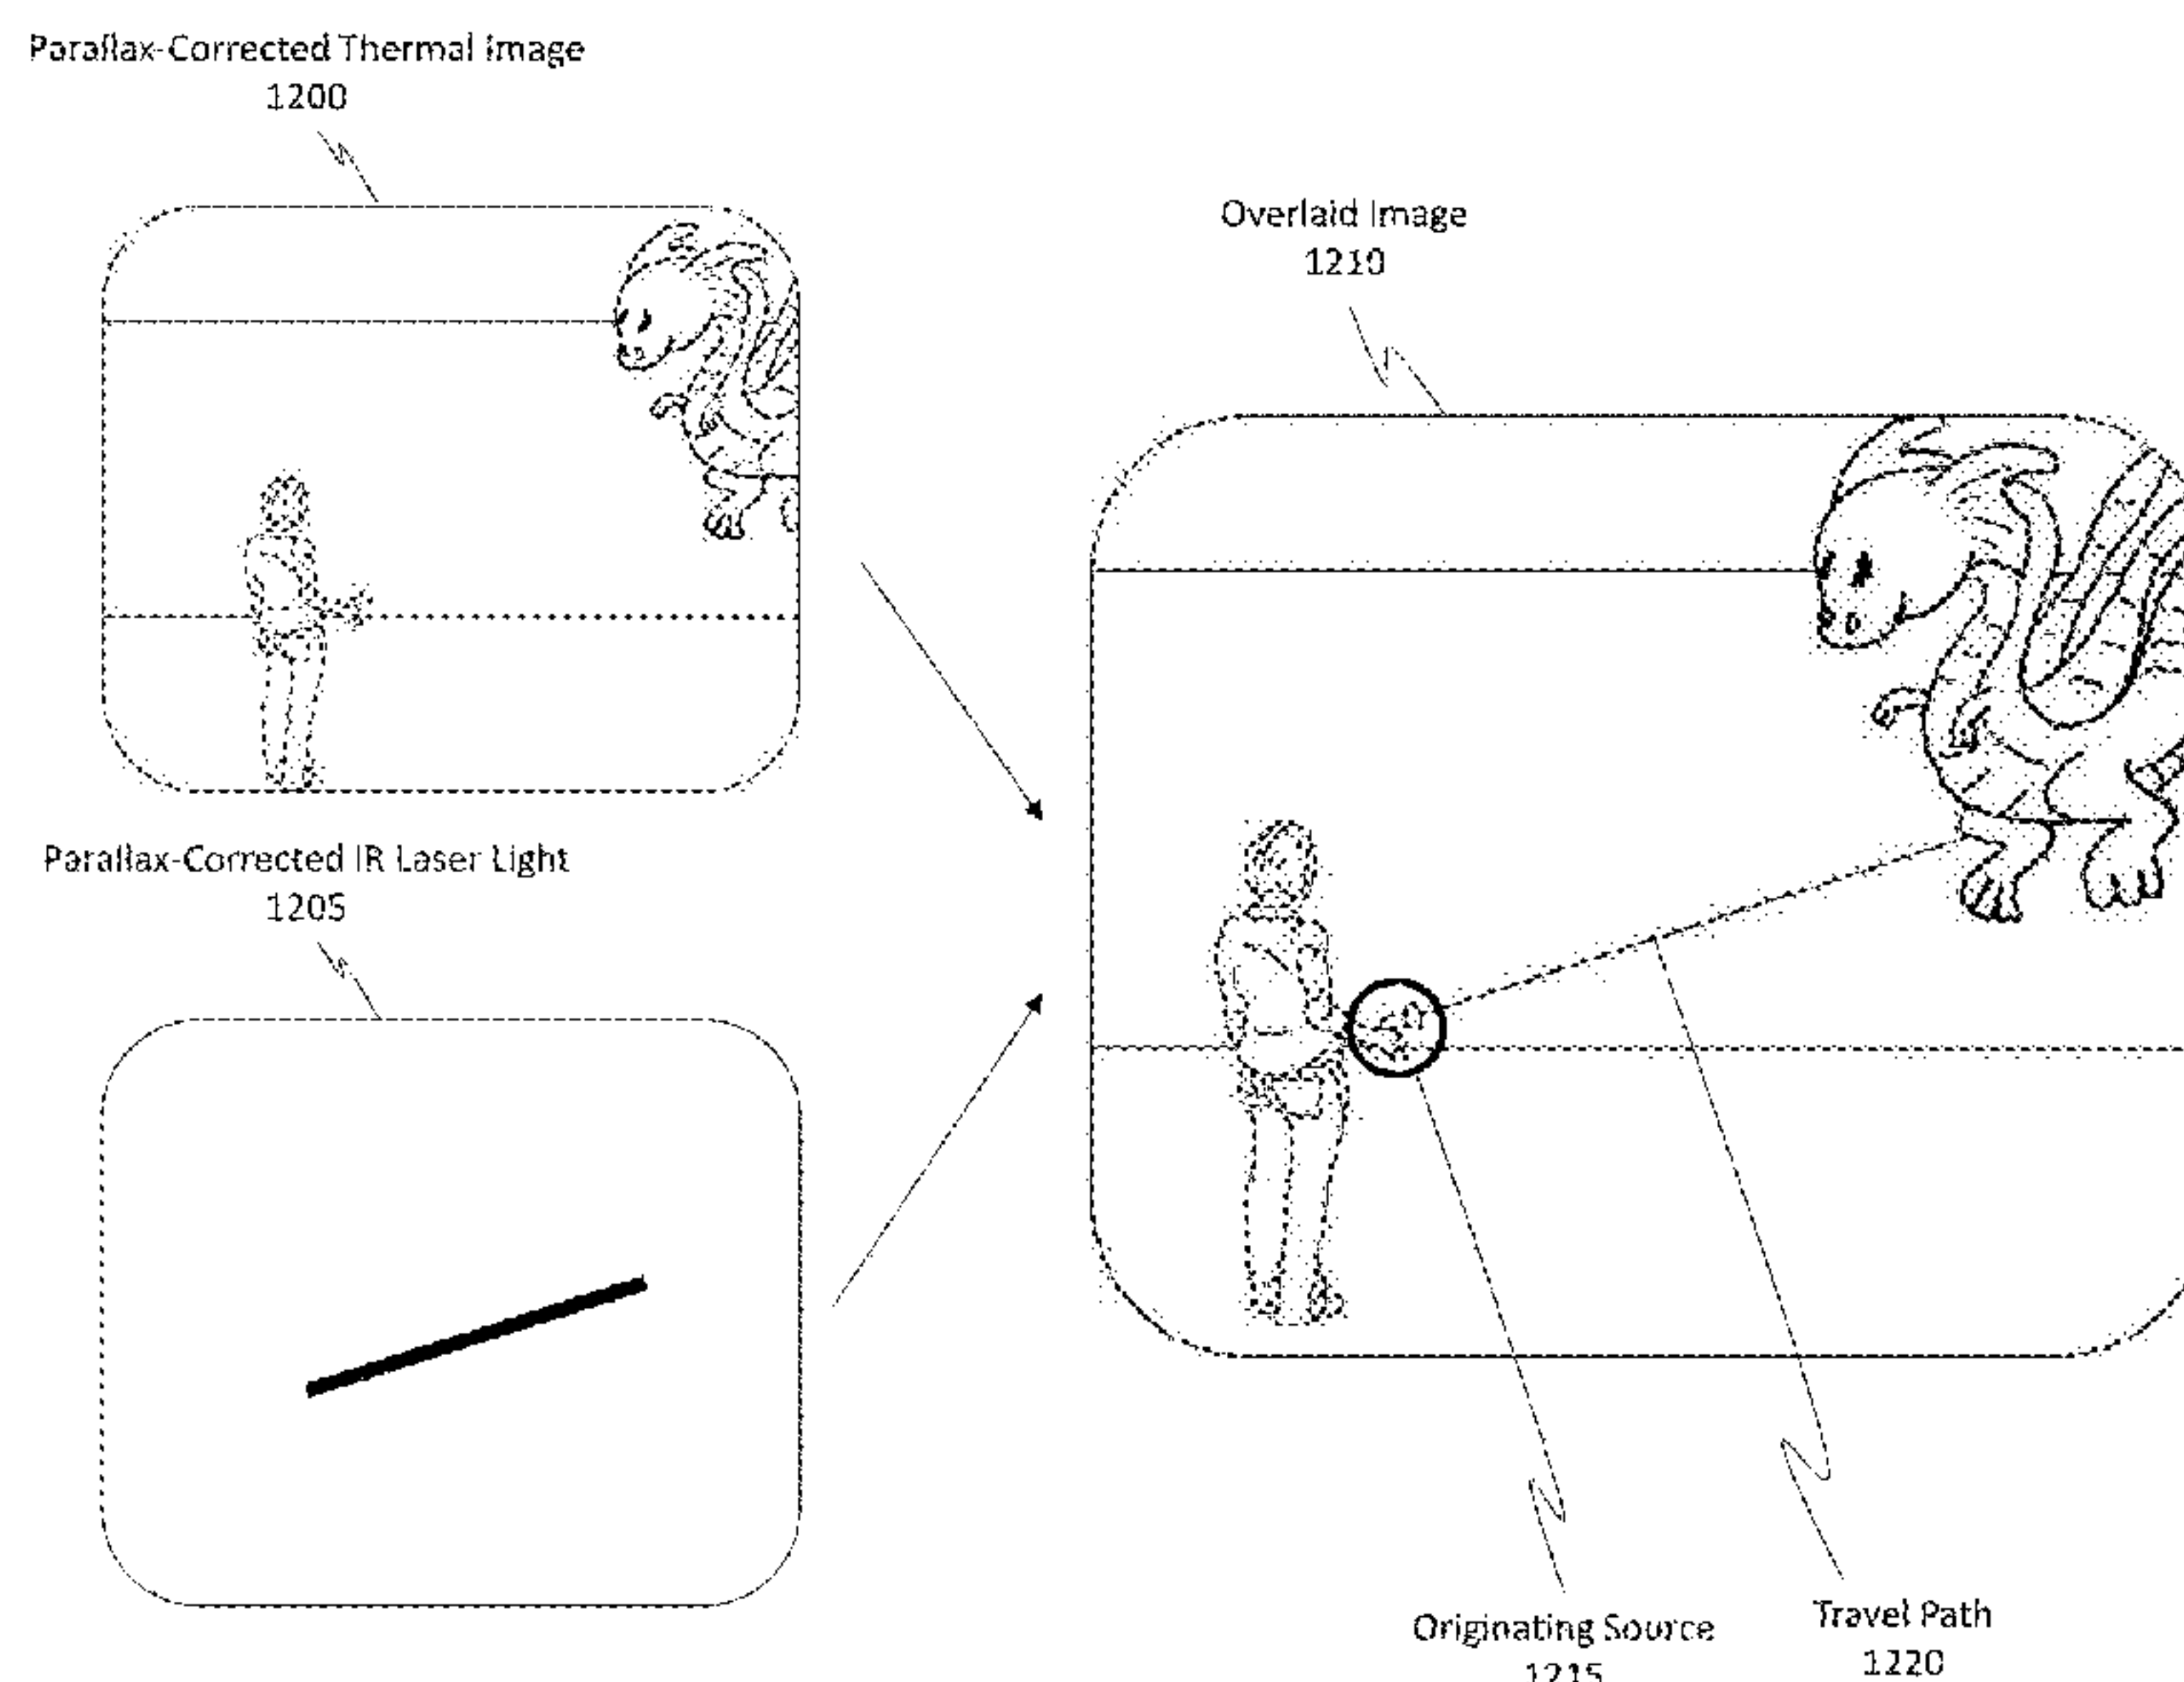 Parallax-Corrected Thermal Image
1200
Overlaid Image
1210
Parallax-Corrected IR Laser Light
1205
Originating Source
1215
Travel Path
1220